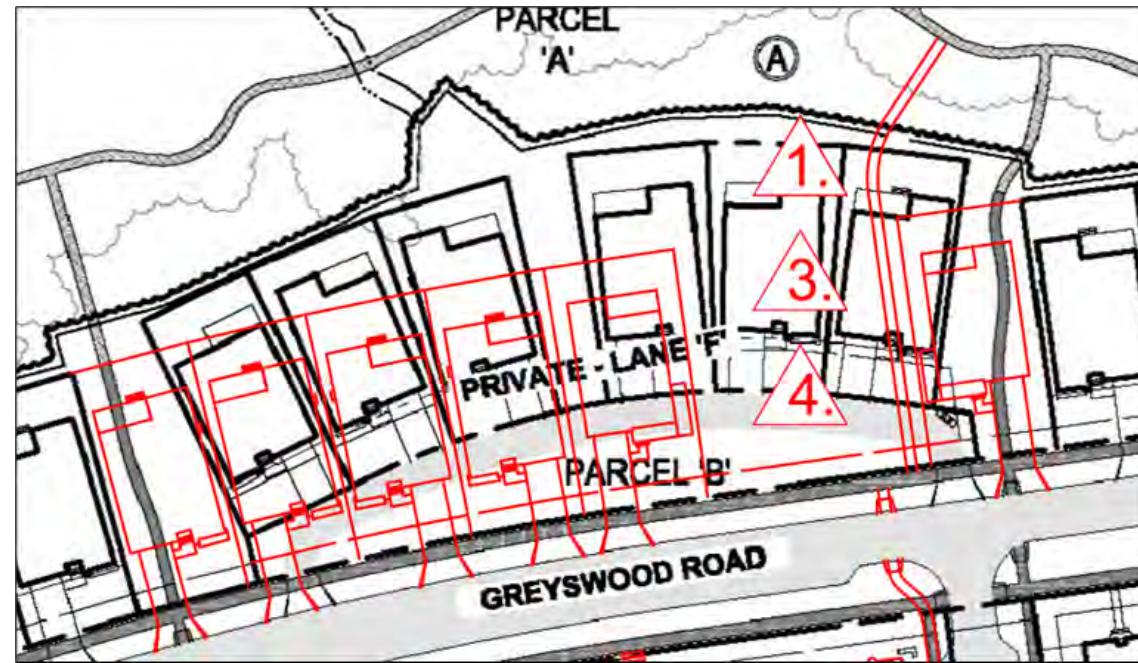 PARCEL
'A'
A
1.
3.
PRIVATE - LANE 'F'
4.
PARCEL 'B'
GREYSWOOD ROAD